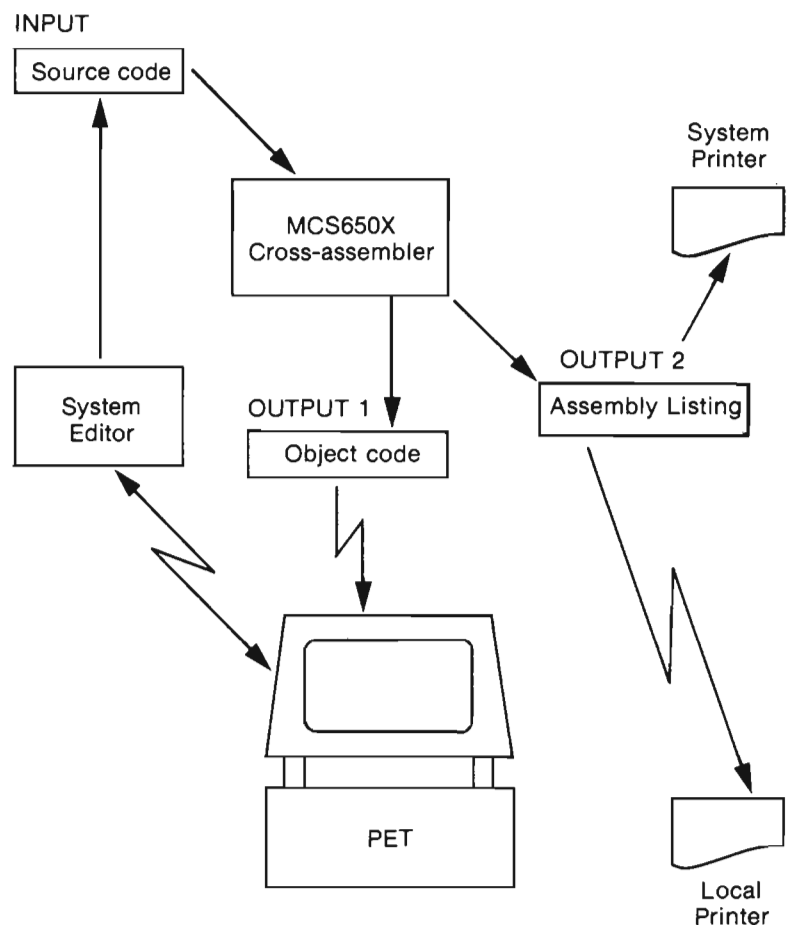 INPUT
Source code
System
Printer
MCS650X
Cross-assembler
OUTPUT 2
System
Editor
OUTPUT 1
Assembly Listing
Object code
PET
Local
Printer